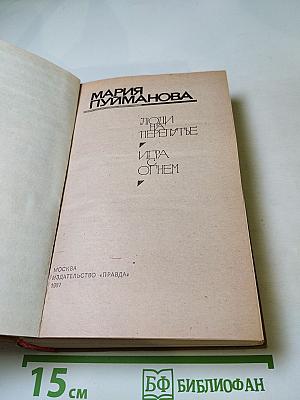 МАРИЯ
ПУЙМАНОВА
ЛЮДИ
НА
ПЕРЕПУТЬЕ
ИГРА
С
ОГНЕМ
МОСКВА
ИЗДАТЕЛЬСТВО «ПРАВДА»
15 СМ
БФ БИБЛИОФАН